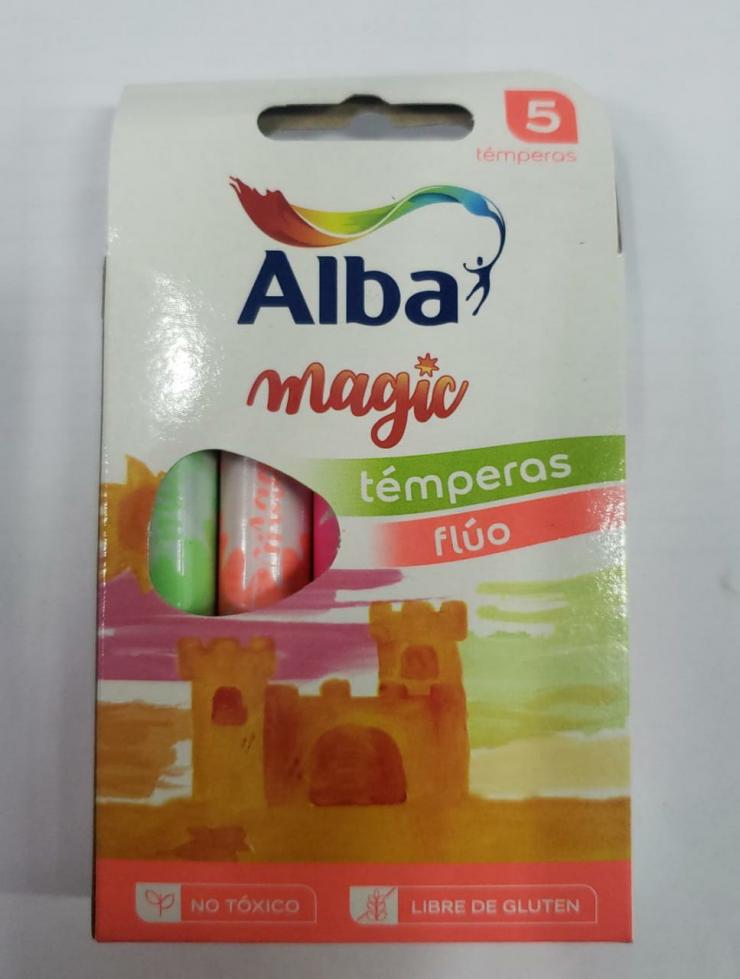 5
témperas
Alba
magic
témperas
flúo
NO TÓXICO
LIBRE DE GLUTEN